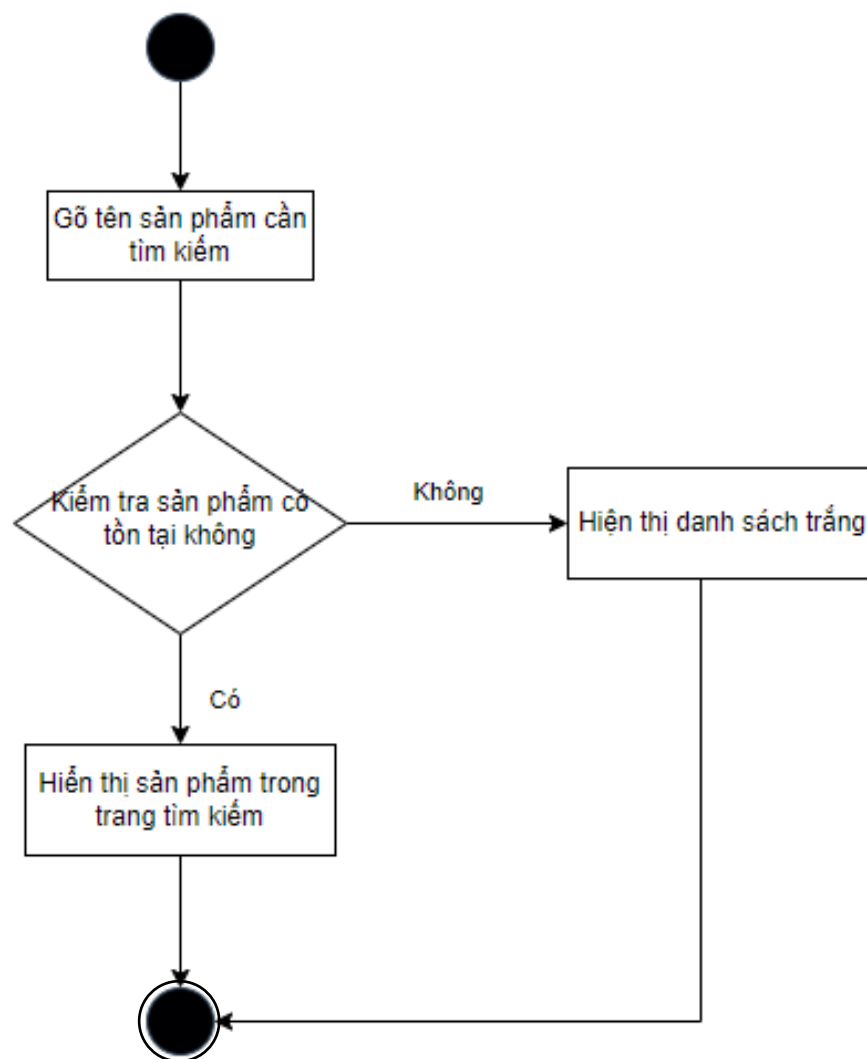 Gõ tên sản phẩm cần
tìm kiếm
Kiểm tra sản phẩm có
tồn tại không
Không
Hiện thị danh sách trắng
Có
Hiển thị sản phẩm trong
trang tìm kiếm